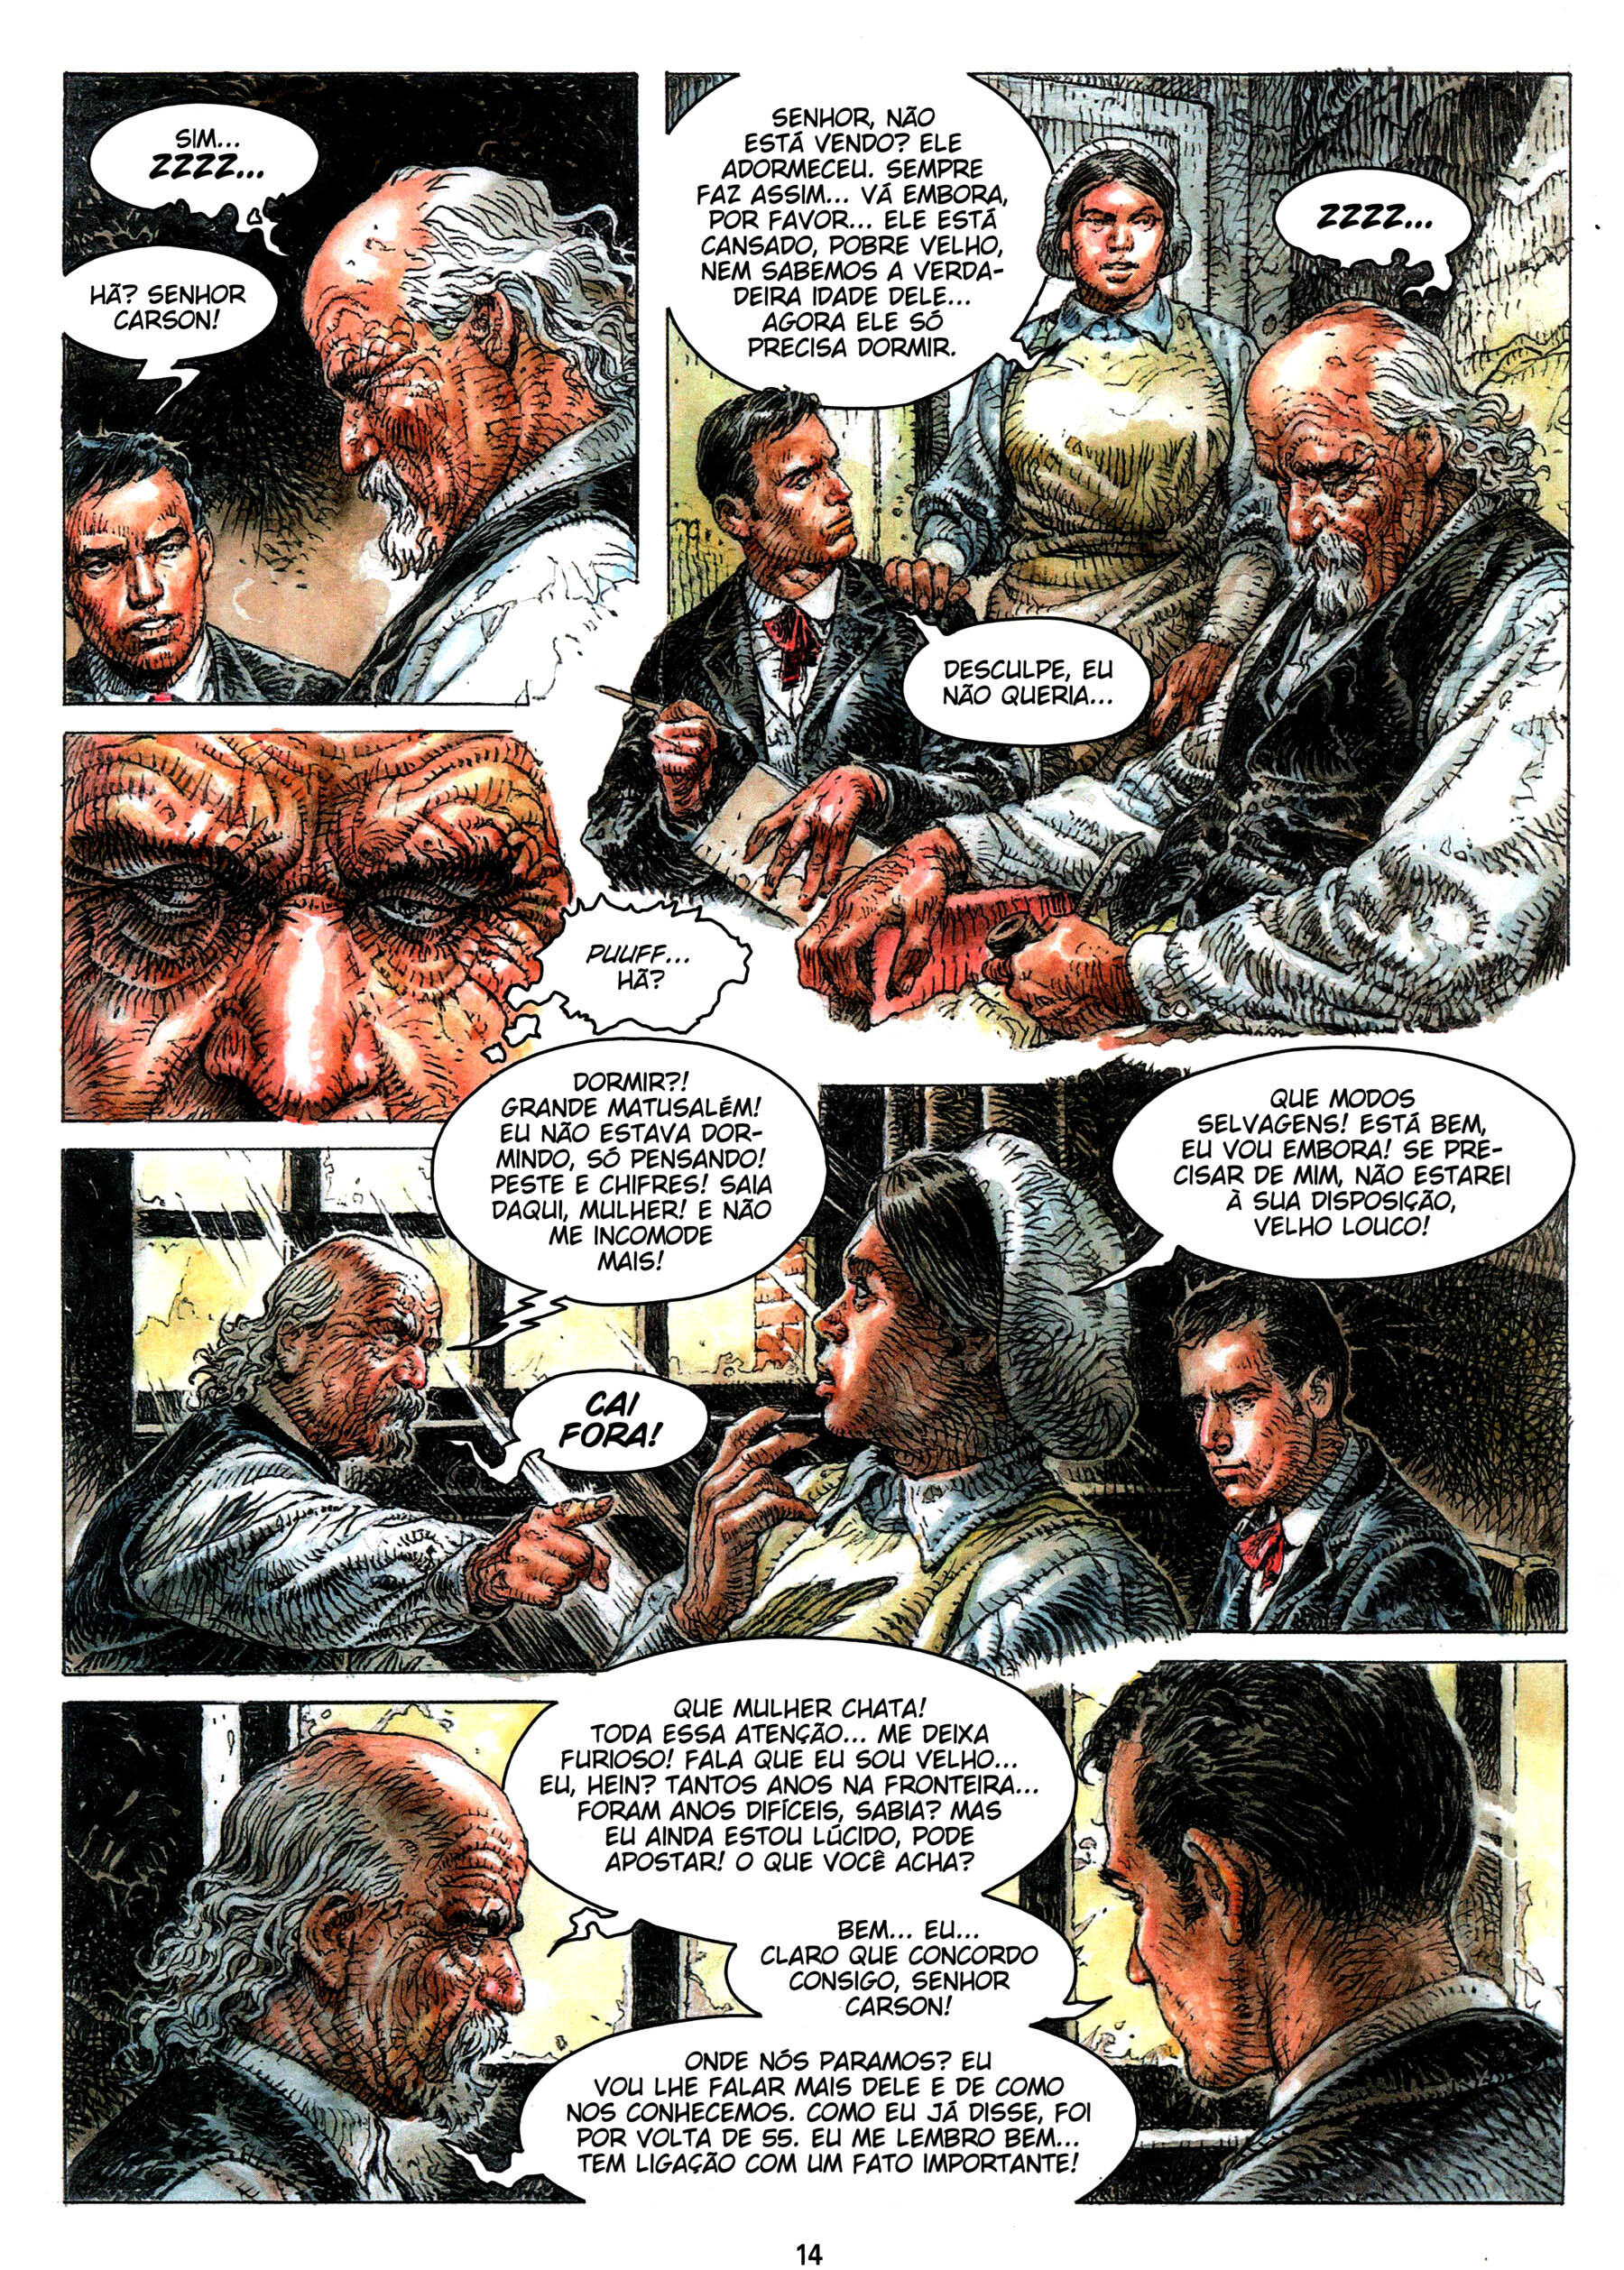 SIM...
ZZZZ...
HÃ? SENHOR
CARSON!
SENHOR, NÃO
ESTÁ VENDO? ELE
ADORMECEU. SEMPRE
FAZ ASSIM... VÁ EMBORA,
POR FAVOR... ELE ESTÁ
CANSADO, POBRE VELHO,
NEM SABEMOS A VERDA-
DEIRA IDADE DELE...
AGORA ELE SÓ
PRECISA DORMIR.
ZZZZ...
DESCULPE, EU
NÃO QUERIA...
PUUFF...
HÃ?
DORMIR?!
GRANDE MATUSALÉM!
EU NÃO ESTAVA DOR-
MINDO, SÓ PENSANDO!
PESTE E CHIFRES! SAIA
DAQUI, MULHER! E NÃO
ME INCOMODE
MAIS!
CAI
FORA!
QUE MODOS
SELVAGENS! ESTÁ BEM,
EU VOU EMBORA! SE PRE-
CISAR DE MIM, NÃO ESTAREI
À SUA DISPOSIÇÃO,
VELHO LOUCO!
QUE MULHER CHATA!
TODA ESSA ATENÇÃO... ME DEIXA
FURIOSO! FALA QUE EU SOU VELHO...
EU, HEIN? TANTOS ANOS NA FRONTEIRA...
FORAM ANOS DIFÍCEIS, SABIA? MAS
EU AINDA ESTOU LÚCIDO, PODE
APOSTAR! O QUE VOCÊ ACHA?
BEM... EU...
CLARO QUE CONCORDO
CONSIGO, SENHOR
CARSON!
ONDE NÓS PARAMOS? EU
VOU LHE FALAR MAIS DELE E DE COMO
NOS CONHECEMOS. COMO EU JÁ DISSE, FOI
POR VOLTA DE 55. EU ME LEMBRO BEM...
TEM LIGAÇÃO COM UM FATO IMPORTANTE!
14